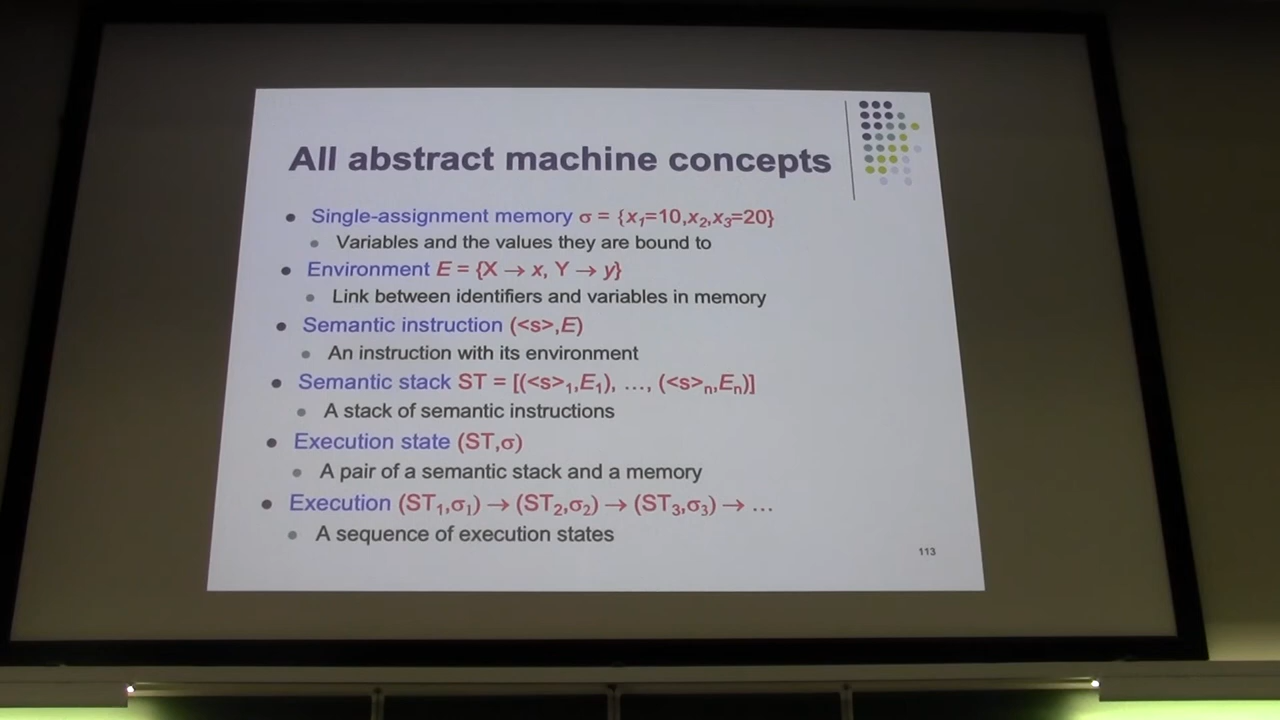 All abstract machine concepts
• Single-assignment memory σ = {x₁=10,x₂,x₃=20}
• Variables and the values they are bound to
• Environment E = {X → x, Y → y}
• Link between identifiers and variables in memory
• Semantic instruction (<s>,E)
• An instruction with its environment
• Semantic stack ST = [(<s>₁,E₁), …, (<s>ₙ,Eₙ)]
• A stack of semantic instructions
• Execution state (ST,σ)
• A pair of a semantic stack and a memory
• Execution (ST₁,σ₁) → (ST₂,σ₂) → (ST₃,σ₃) → …
• A sequence of execution states
113